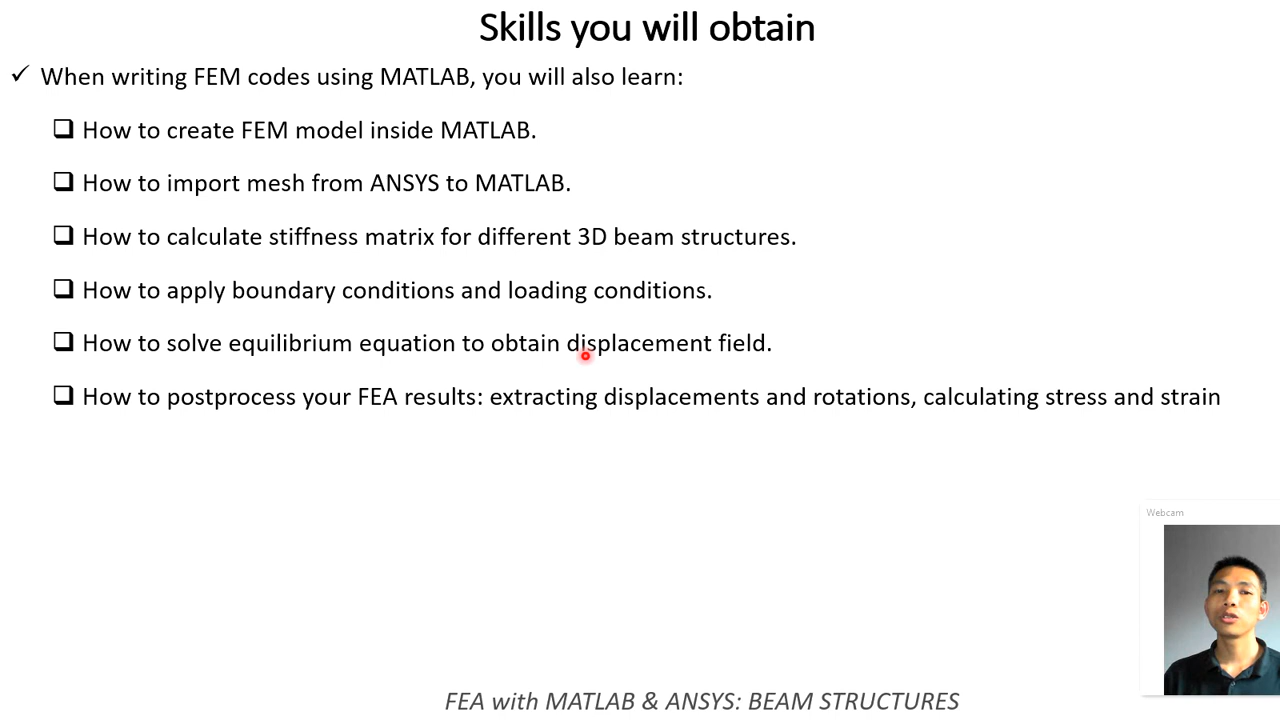 Skills you will obtain
✓ When writing FEM codes using MATLAB, you will also learn:
❑ How to create FEM model inside MATLAB.
❑ How to import mesh from ANSYS to MATLAB.
❑ How to calculate stiffness matrix for different 3D beam structures.
❑ How to apply boundary conditions and loading conditions.
❑ How to solve equilibrium equation to obtain displacement field.
❑ How to postprocess your FEA results: extracting displacements and rotations, calculating stress and strain
Webcam
FEA with MATLAB & ANSYS: BEAM STRUCTURES